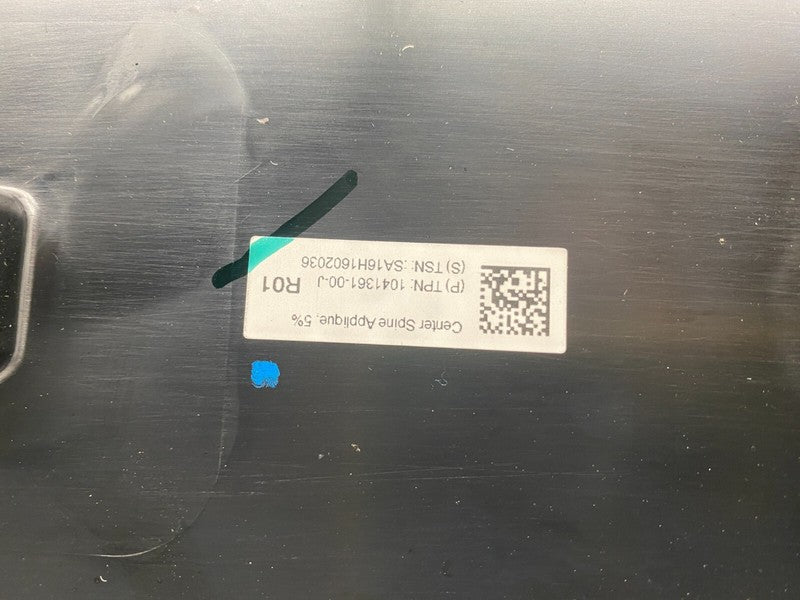 Center Spine Applique, 5%
(P) TPN: 1041361-00-J R01
(S) TSN: :SA16H1602036